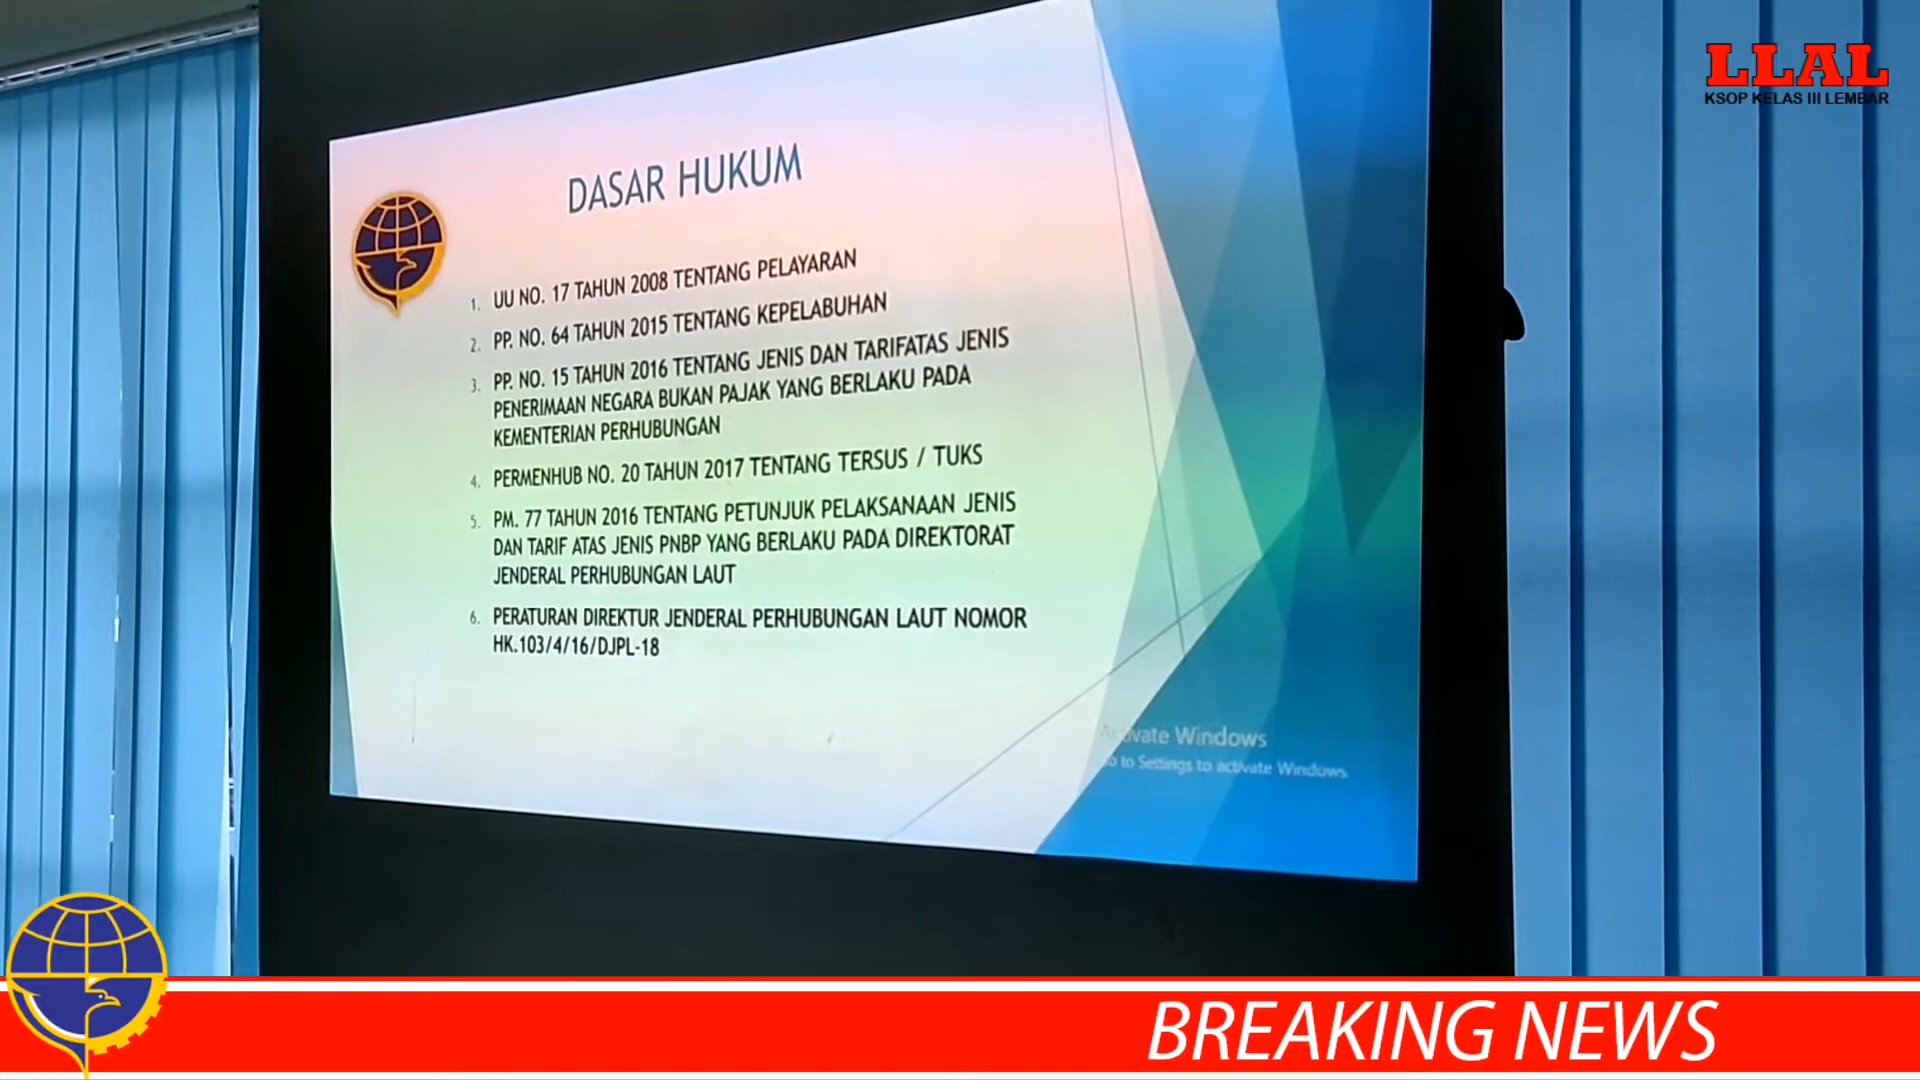 LLAL
KSOP KELAS III LEMBAR
DASAR HUKUM
1. UU NO. 17 TAHUN 2008 TENTANG PELAYARAN
2. PP. NO. 64 TAHUN 2015 TENTANG KEPELABUHAN
3. PP. NO. 15 TAHUN 2016 TENTANG JENIS DAN TARIFATAS JENIS
PENERIMAAN NEGARA BUKAN PAJAK YANG BERLAKU PADA
KEMENTERIAN PERHUBUNGAN
4. PERMENHUB NO. 20 TAHUN 2017 TENTANG TERSUS / TUKS
5. PM. 77 TAHUN 2016 TENTANG PETUNJUK PELAKSANAAN JENIS
DAN TARIF ATAS JENIS PNBP YANG BERLAKU PADA DIREKTORAT
JENDERAL PERHUBUNGAN LAUT
6. PERATURAN DIREKTUR JENDERAL PERHUBUNGAN LAUT NOMOR
HK.103/4/16/DJPL-18
Activate Windows
Go to Settings to activate Windows.
BREAKING NEWS